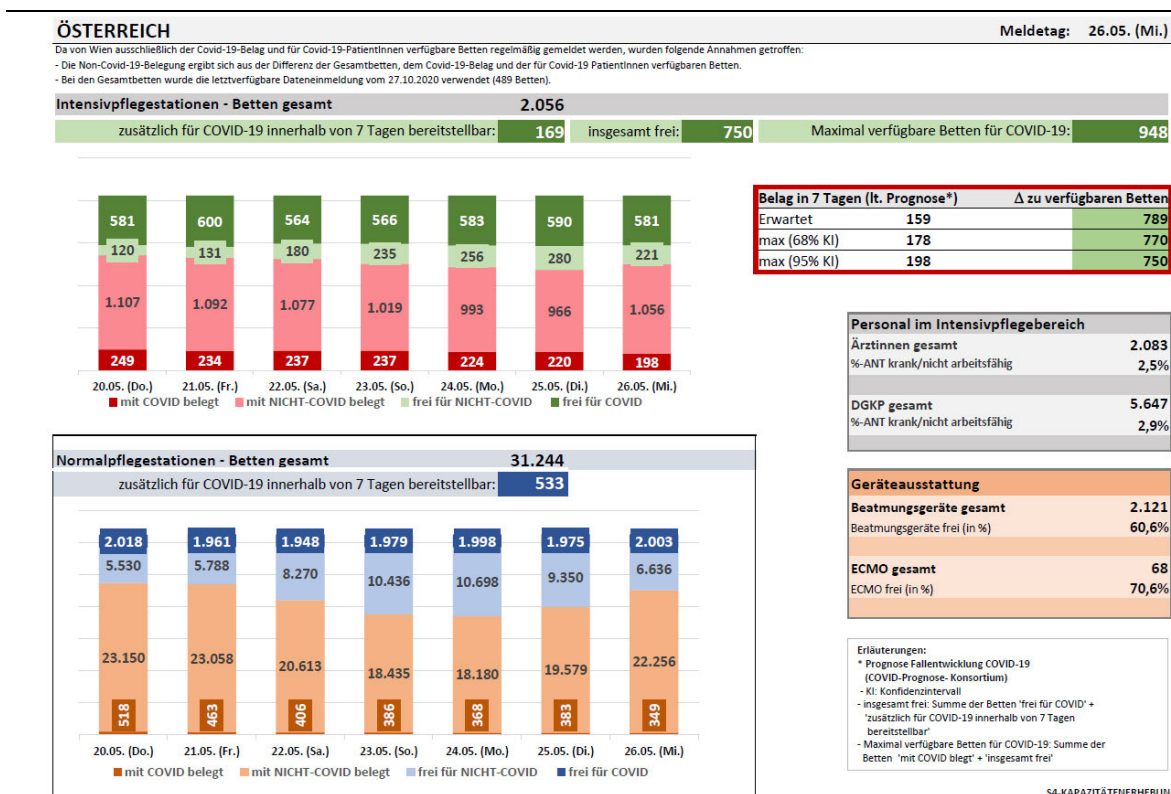 ÖSTERREICH Meldetag: 26.05. (Mi.)
Da von Wien ausschließlich der Covid-19-Belag und für Covid-19-PatientInnen verfügbare Betten regelmäßig gemeldet werden, wurden folgende Annahmen getroffen:
- Die Non-Covid-19-Belegung ergibt sich aus der Differenz der Gesamtbetten, dem Covid-19-Belag und der für Covid-19 PatientInnen verfügbaren Betten.
- Bei den Gesamtbetten wurde die letztverfügbare Dateneinmeldung vom 27.10.2020 verwendet (489 Betten).
Intensivpflegestationen - Betten gesamt 2.056
zusätzlich für COVID-19 innerhalb von 7 Tagen bereitstellbar: 169 insgesamt frei: 750 Maximal verfügbare Betten für COVID-19: 948
581 600 564 566 583 590 581
120 131 180 235 256 280 221
1.107 1.092 1.077 1.019 993 966 1.056
249 234 237 237 224 220 198
20.05. (Do.) 21.05. (Fr.) 22.05. (Sa.) 23.05. (So.) 24.05. (Mo.) 25.05. (Di.) 26.05. (Mi.)
mit COVID belegt mit NICHT-COVID belegt frei für NICHT-COVID frei für COVID
Belag in 7 Tagen (lt. Prognose*) Δ zu verfügbaren Betten
Erwartet 159 789
max (68% KI) 178 770
max (95% KI) 198 750
Personal im Intensivpflegebereich
Ärztinnen gesamt 2.083
%-ANT krank/nicht arbeitsfähig 2,5%
DGKP gesamt 5.647
%-ANT krank/nicht arbeitsfähig 2,9%
Normalpflegestationen - Betten gesamt 31.244
zusätzlich für COVID-19 innerhalb von 7 Tagen bereitstellbar: 533
2.018 1.961 1.948 1.979 1.998 1.975 2.003
5.530 5.788 8.270 10.436 10.698 9.350 6.636
23.150 23.058 20.613 18.435 18.180 19.579 22.256
518 463 406 386 368 383 349
20.05. (Do.) 21.05. (Fr.) 22.05. (Sa.) 23.05. (So.) 24.05. (Mo.) 25.05. (Di.) 26.05. (Mi.)
mit COVID belegt mit NICHT-COVID belegt frei für NICHT-COVID frei für COVID
Geräteausstattung
Beatmungsgeräte gesamt 2.121
Beatmungsgeräte frei (in %) 60,6%
ECMO gesamt 68
ECMO frei (in %) 70,6%
Erläuterungen:
* Prognose Fallentwicklung COVID-19
(COVID-Prognose- Konsortium)
- KI: Konfidenzintervall
- insgesamt frei: Summe der Betten 'frei für COVID' +
'zusätzlich für COVID-19 innerhalb von 7 Tagen
bereitstellbar'
- Maximal verfügbare Betten für COVID-19: Summe der
Betten 'mit COVID blegt' + 'insgesamt frei'
S4-KAPAZITÄTENERHEBUN